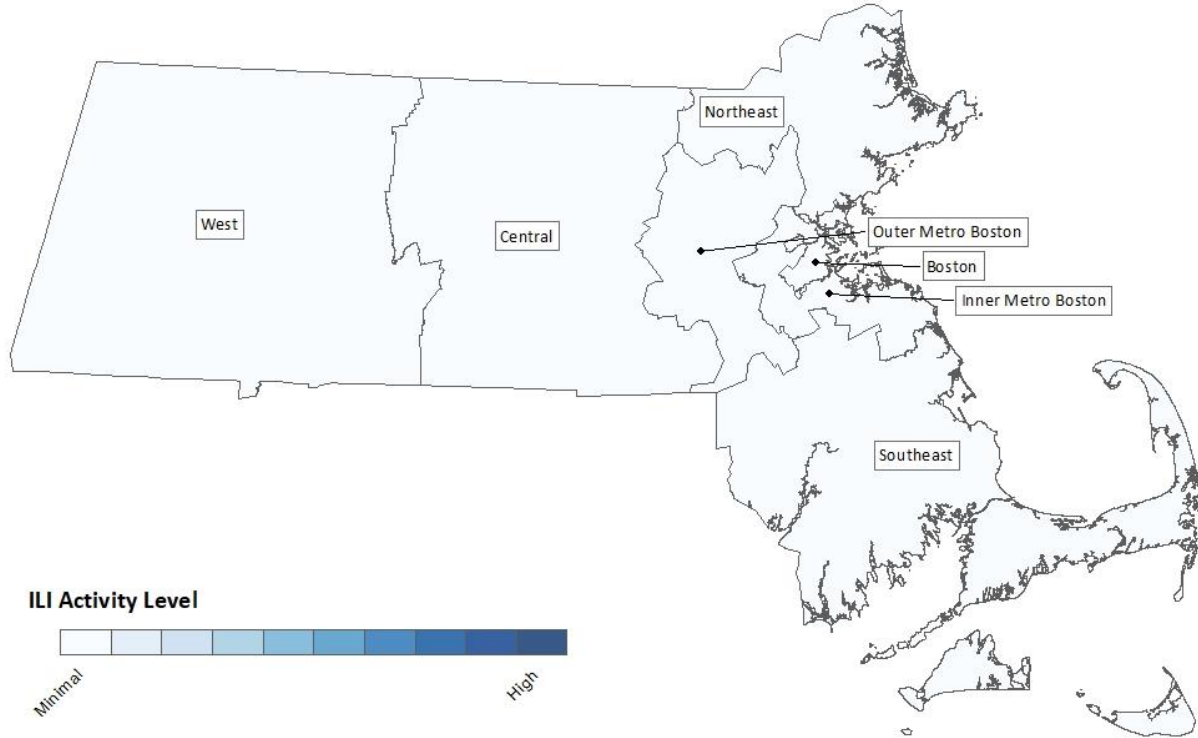 Northeast
West
Central
Outer Metro Boston
Boston
Inner Metro Boston
Southeast
ILI Activity Level
Minimal
High